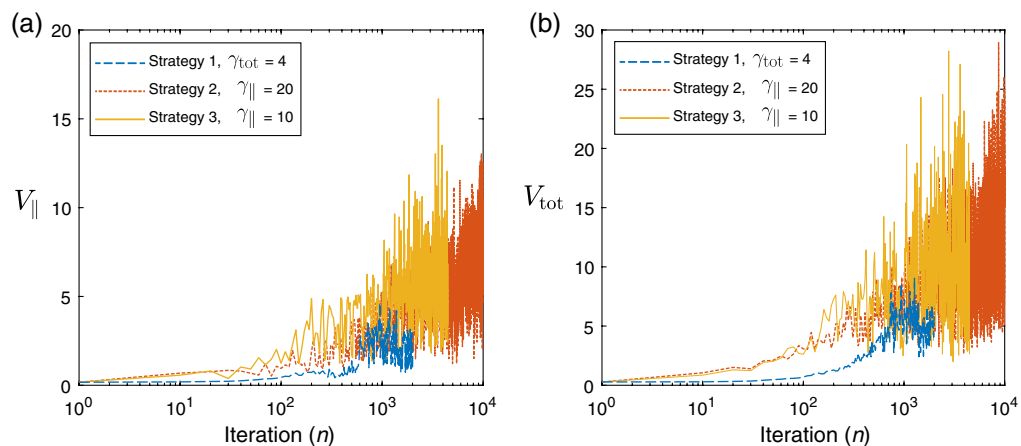 (a)
20
15
10
5
0
V∥
Strategy 1, γtot = 4
Strategy 2, γ∥ = 20
Strategy 3, γ∥ = 10
10^0 10^1 10^2 10^3 10^4
Iteration (n)
(b)
30
25
20
15
10
5
0
Vtot
Strategy 1, γtot = 4
Strategy 2, γ∥ = 20
Strategy 3, γ∥ = 10
10^0 10^1 10^2 10^3 10^4
Iteration (n)